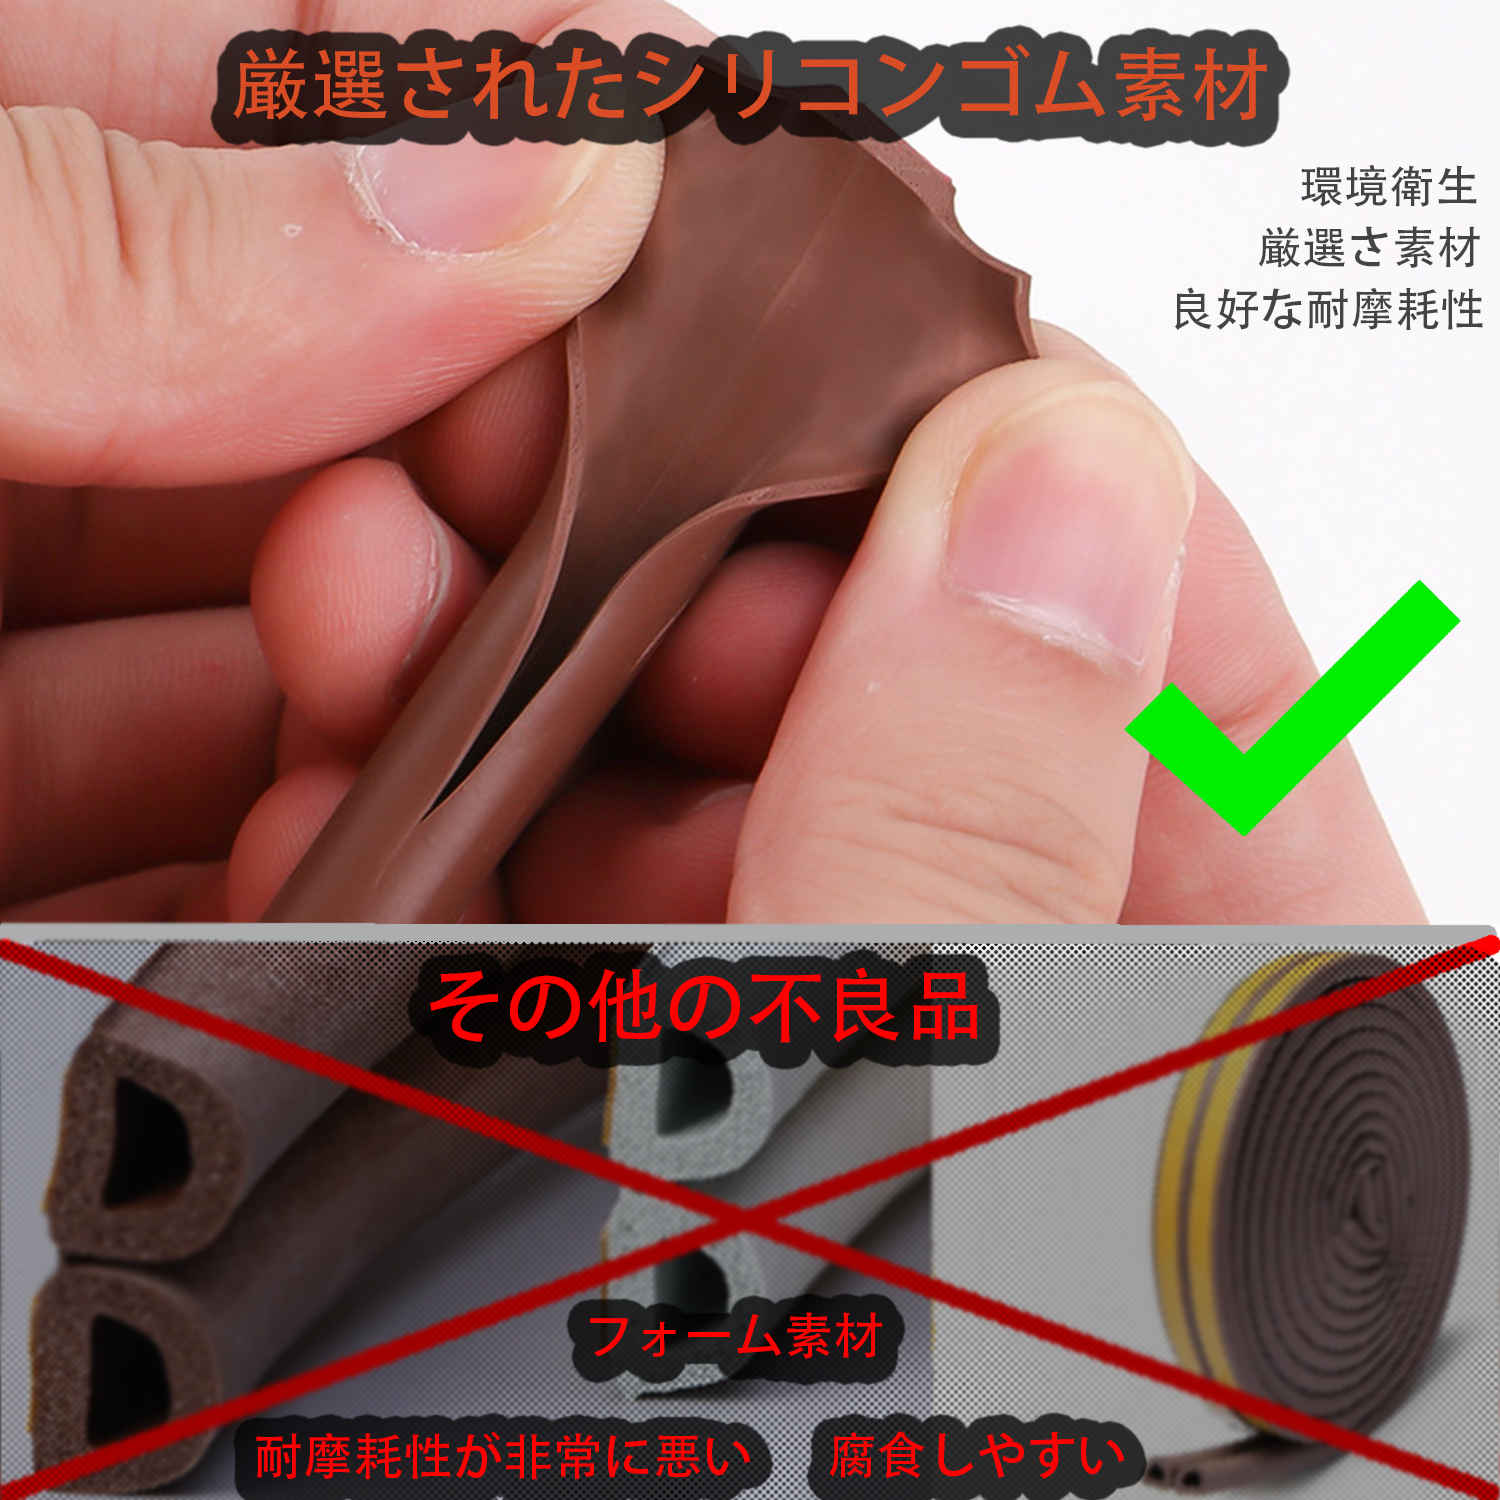 厳選されたシリコンゴム素材
環境衛生
厳選さ素材
良好な耐摩耗性
その他の不良品
フォーム素材
耐摩耗性が非常に悪い
腐食しやすい